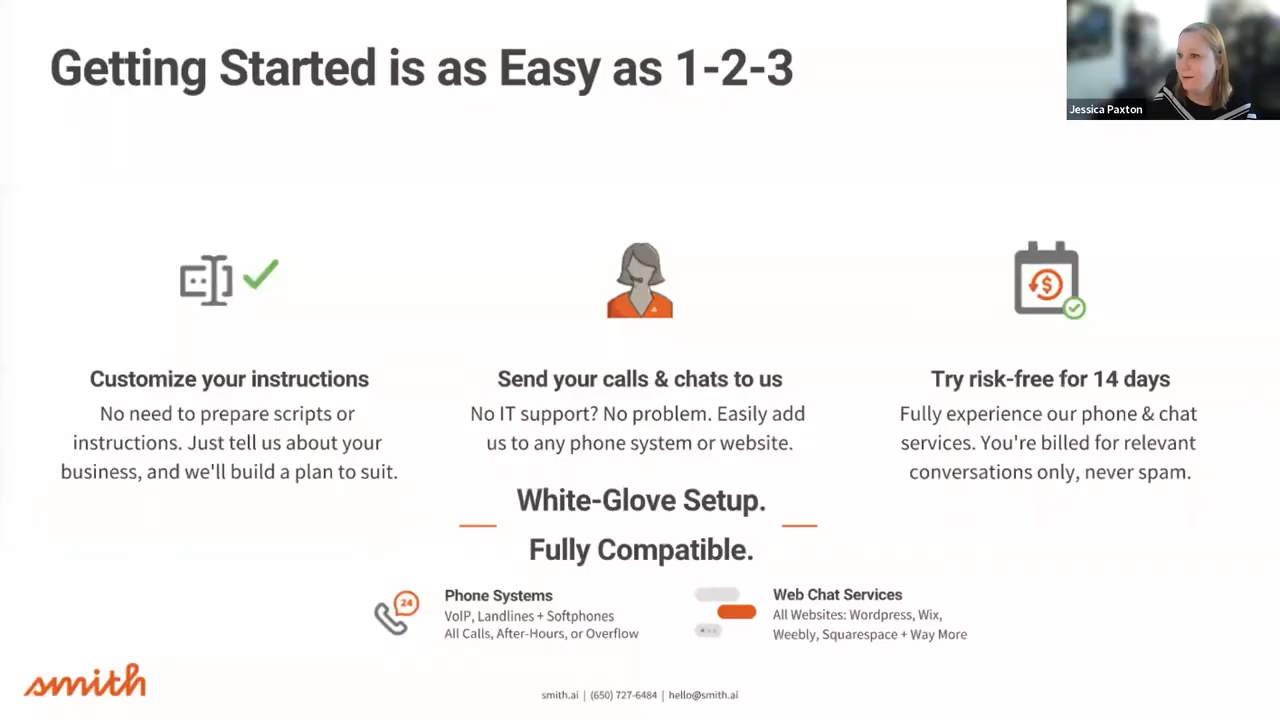 Getting Started is as Easy as 1-2-3
Jessica Paxton
Customize your instructions
No need to prepare scripts or
instructions. Just tell us about your
business, and we'll build a plan to suit.
Send your calls & chats to us
No IT support? No problem. Easily add
us to any phone system or website.
Try risk-free for 14 days
Fully experience our phone & chat
services. You're billed for relevant
conversations only, never spam.
White-Glove Setup.
Fully Compatible.
24
Phone Systems
VoIP, Landlines + Softphones
All Calls, After-Hours, or Overflow
Web Chat Services
All Websites: Wordpress, Wix,
Weebly, Squarespace + Way More
smith
smith.ai | (650) 727-6484 | hello@smith.ai